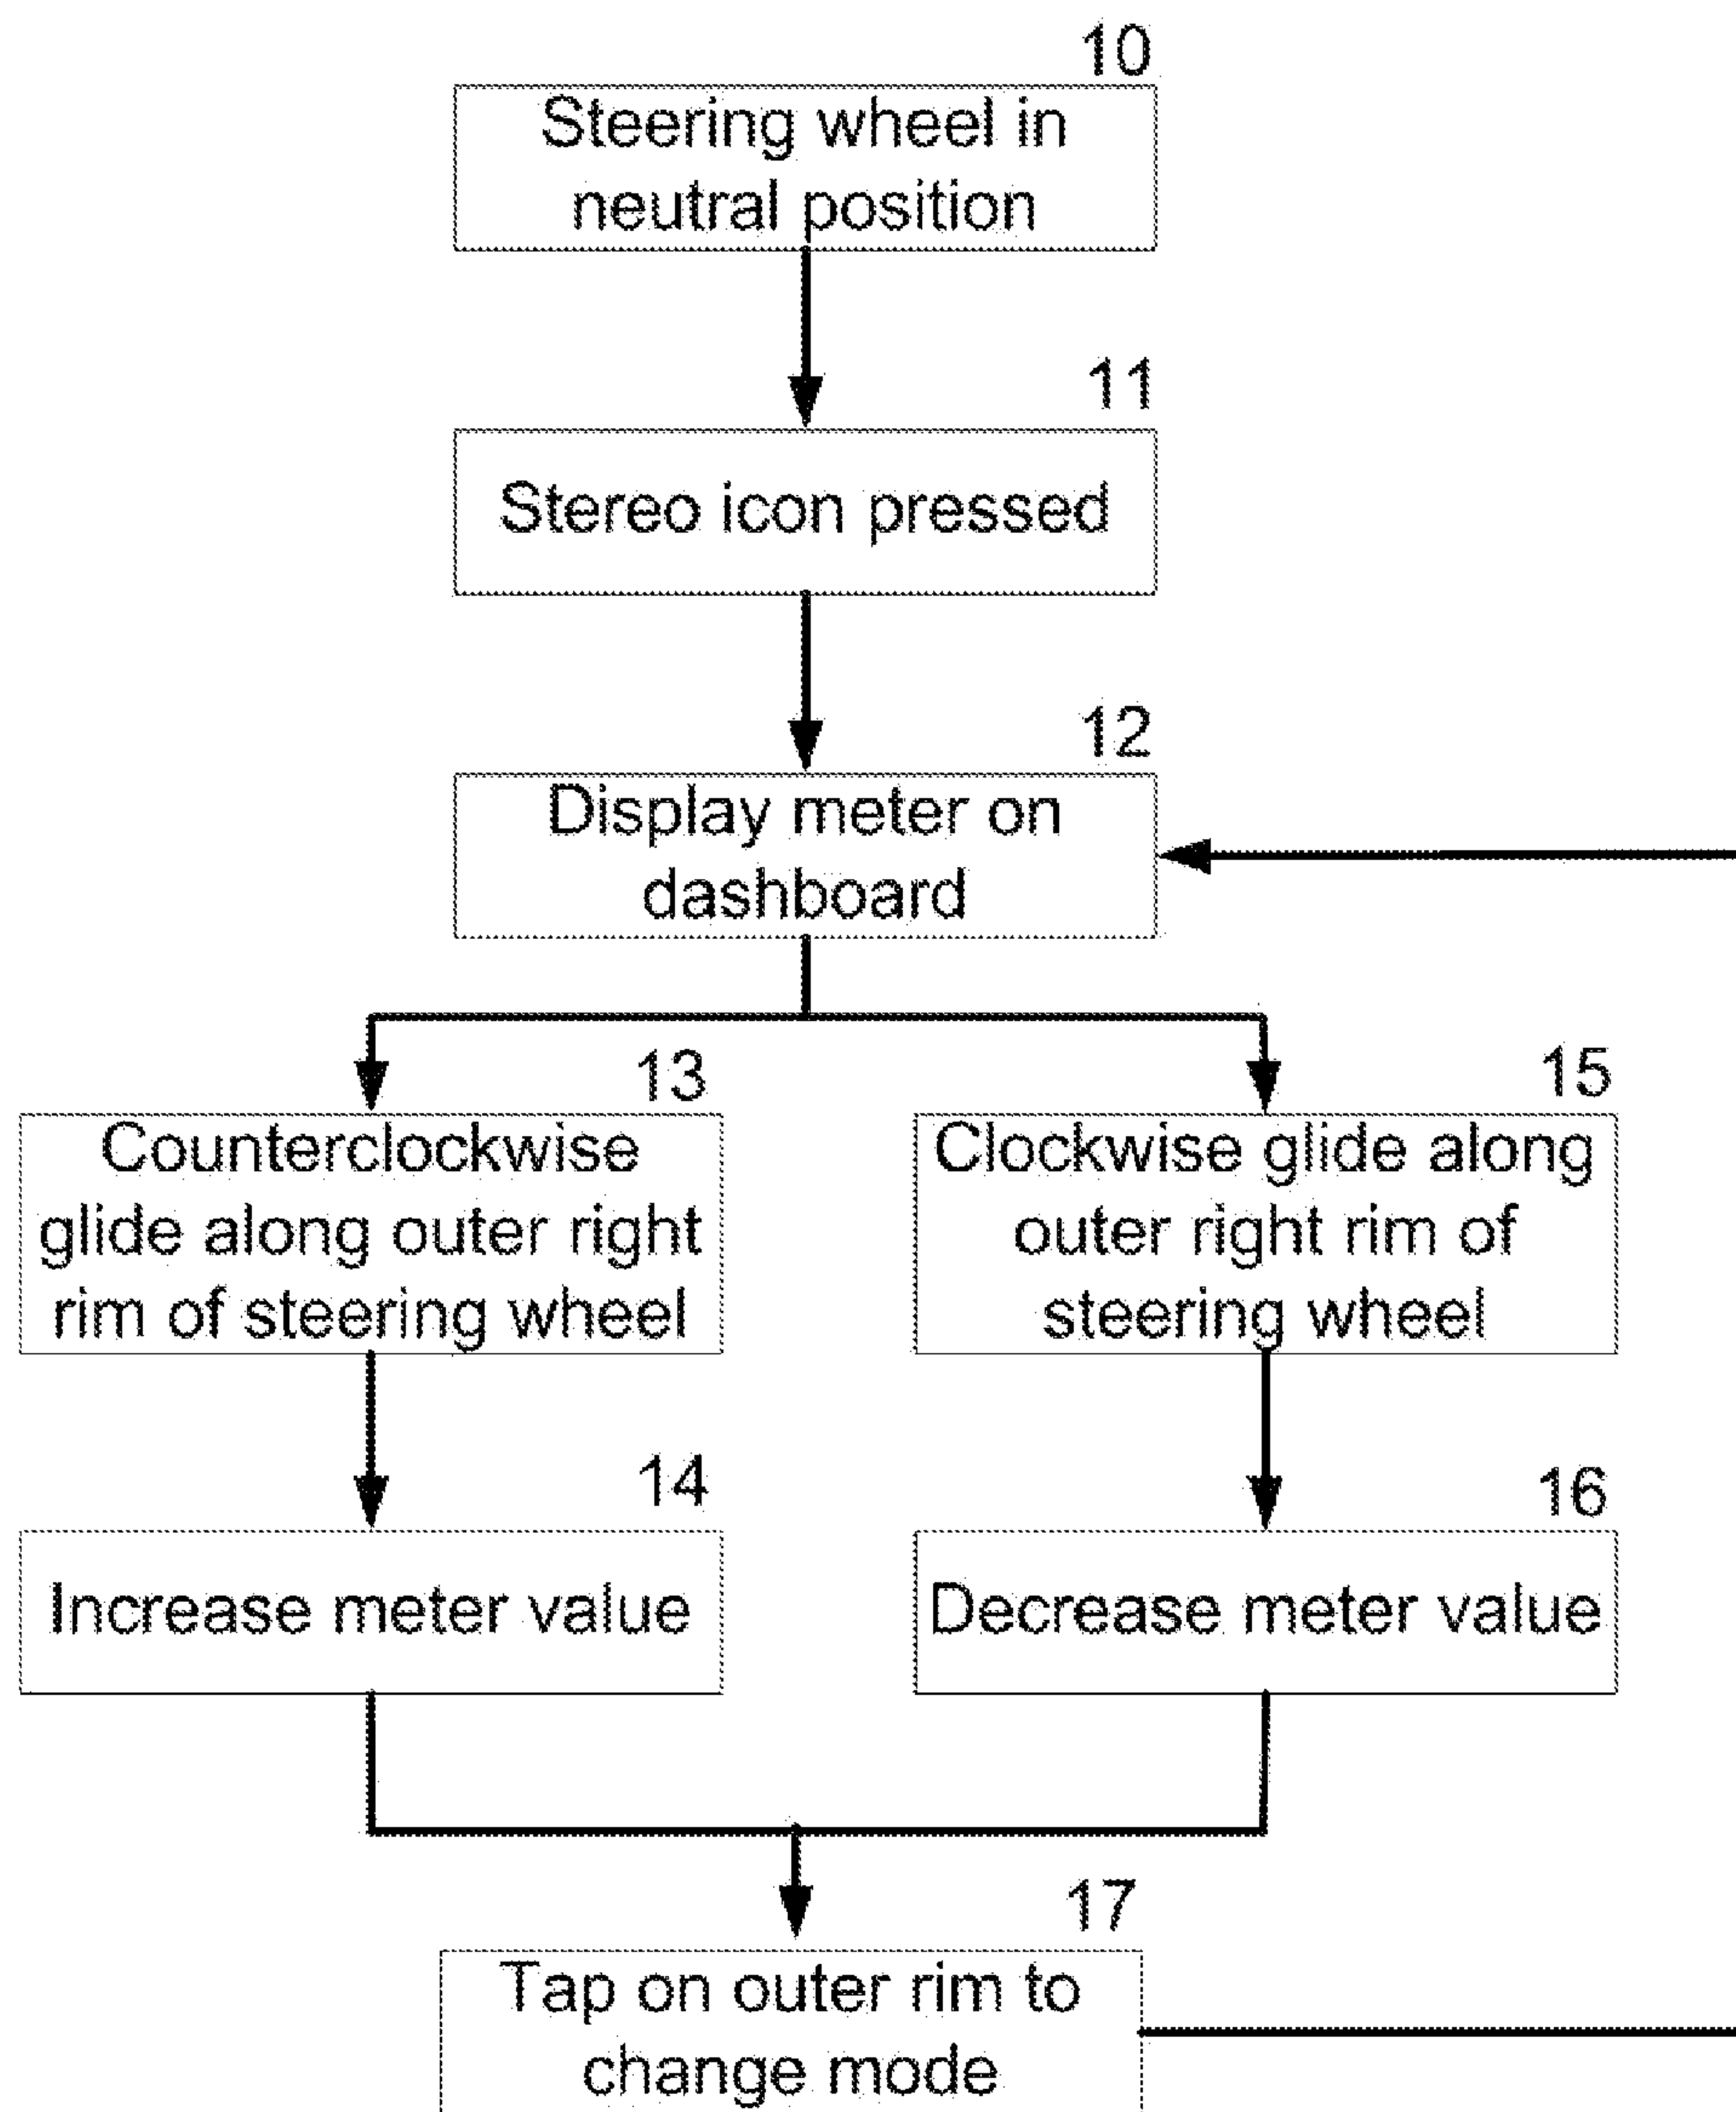 10
Steering wheel in
neutral position
11
Stereo icon pressed
12
Display meter on
dashboard
13
Counterclockwise
glide along outer right
rim of steering wheel
15
Clockwise glide along
outer right rim of
steering wheel
14
Increase meter value
16
Decrease meter value
17
Tap on outer rim to
change mode